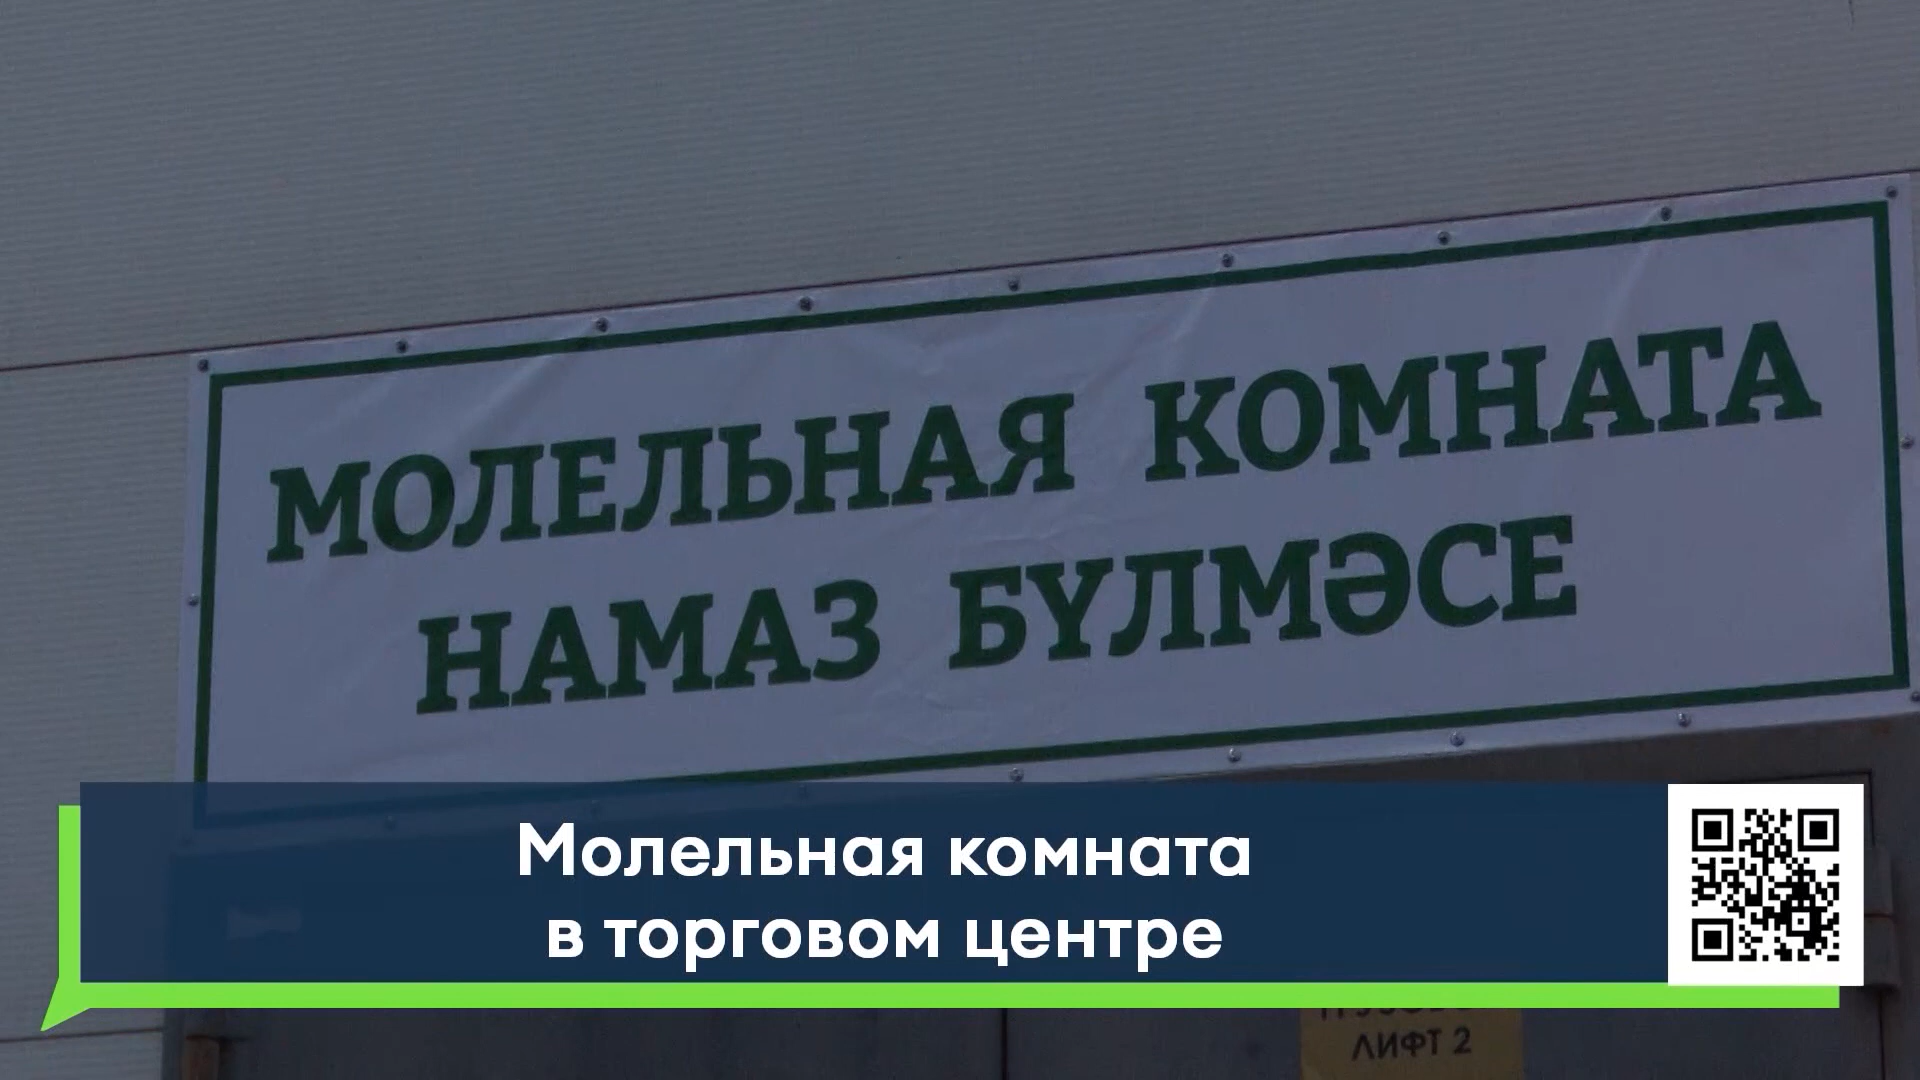 МОЛЕЛЬНАЯ КОМНАТА
НАМАЗ БҮЛМӘСЕ
Молельная комната
в торговом центре
ЛИФТ 2